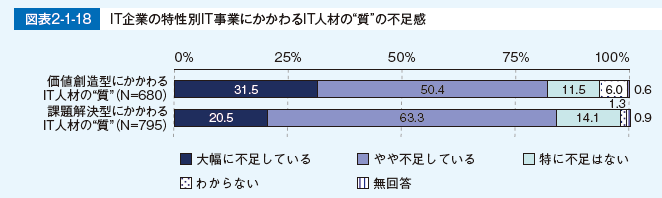 図表2-1-18 IT企業の特性別IT事業にかかわるIT人材の“質”の不足感
0% 25% 50% 75% 100%
価値創造型にかかわる
IT人材の“質”(N=680)
31.5 50.4 11.5 6.0 0.6
課題解決型にかかわる
IT人材の“質”(N=795)
20.5 63.3 14.1 1.3 0.9
大幅に不足している やや不足している 特に不足はない
わからない 無回答